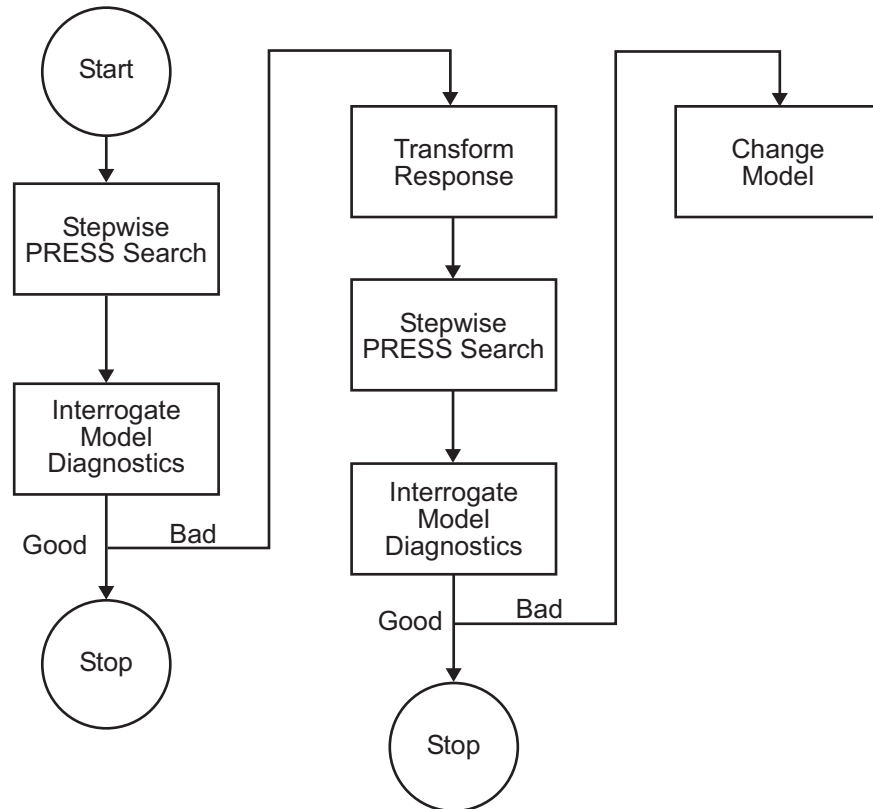 Start
Stepwise
PRESS Search
Interrogate
Model
Diagnostics
Good
Bad
Stop
Transform
Response
Stepwise
PRESS Search
Interrogate
Model
Diagnostics
Good
Bad
Stop
Change
Model